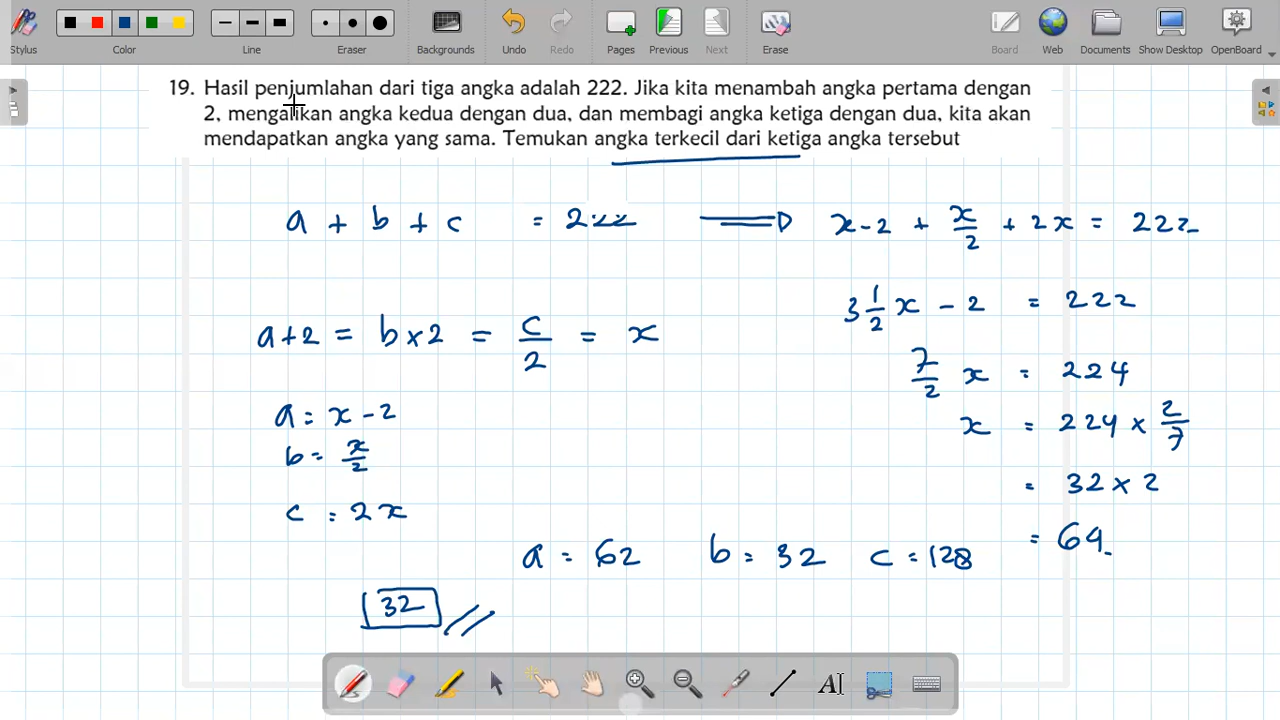 Stylus Color Line Eraser Backgrounds Undo Redo Pages Previous Next Erase Board Web Documents Show Desktop OpenBoard
19. Hasil penjumlahan dari tiga angka adalah 222. Jika kita menambah angka pertama dengan
2, mengalikan angka kedua dengan dua, dan membagi angka ketiga dengan dua, kita akan
mendapatkan angka yang sama. Temukan angka terkecil dari ketiga angka tersebut
a + b + c = 222 ⟹ x-2 + x/2 + 2x = 222
3 1/2 x - 2 = 222
a+2 = b×2 = c/2 = x
7/2 x = 224
a = x-2
x = 224 × 2/7
b = x/2
= 32 × 2
c = 2x
= 64.
a = 62 b = 32 c = 128
32 //
AI